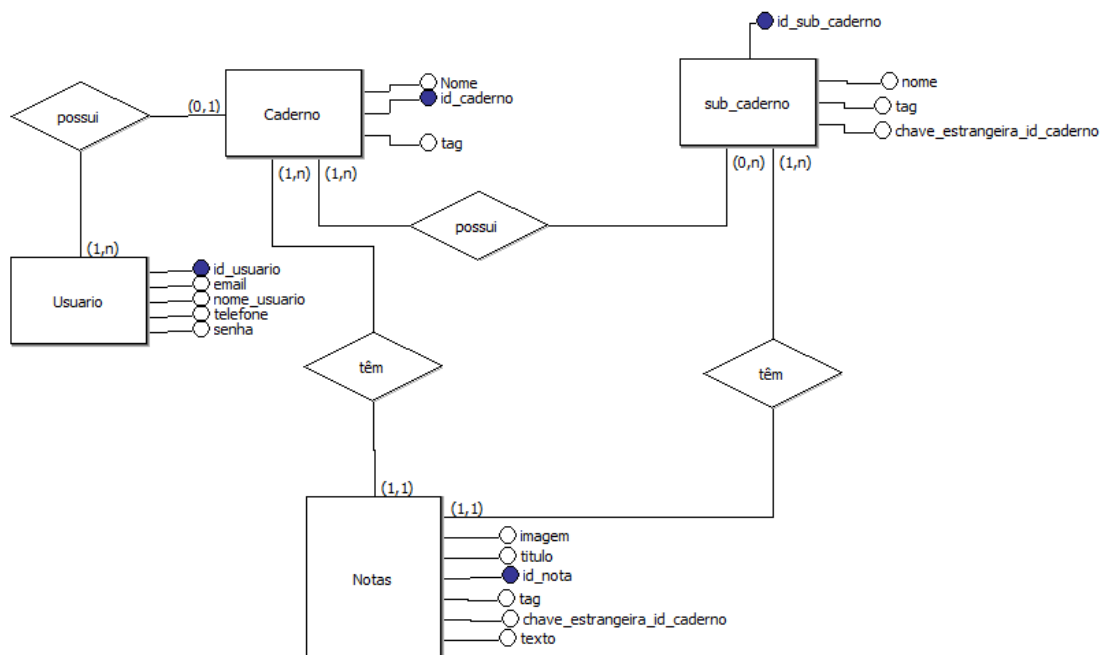 id_sub_caderno
Caderno
Nome
id_caderno
tag
sub_caderno
nome
tag
chave_estrangeira_id_caderno
possui
(0,1)
(1,n)
(1,n)
(0,n)
(1,n)
possui
(1,n)
Usuario
id_usuario
email
nome_usuario
telefone
senha
têm
têm
(1,1)
(1,1)
Notas
imagem
titulo
id_nota
tag
chave_estrangeira_id_caderno
texto